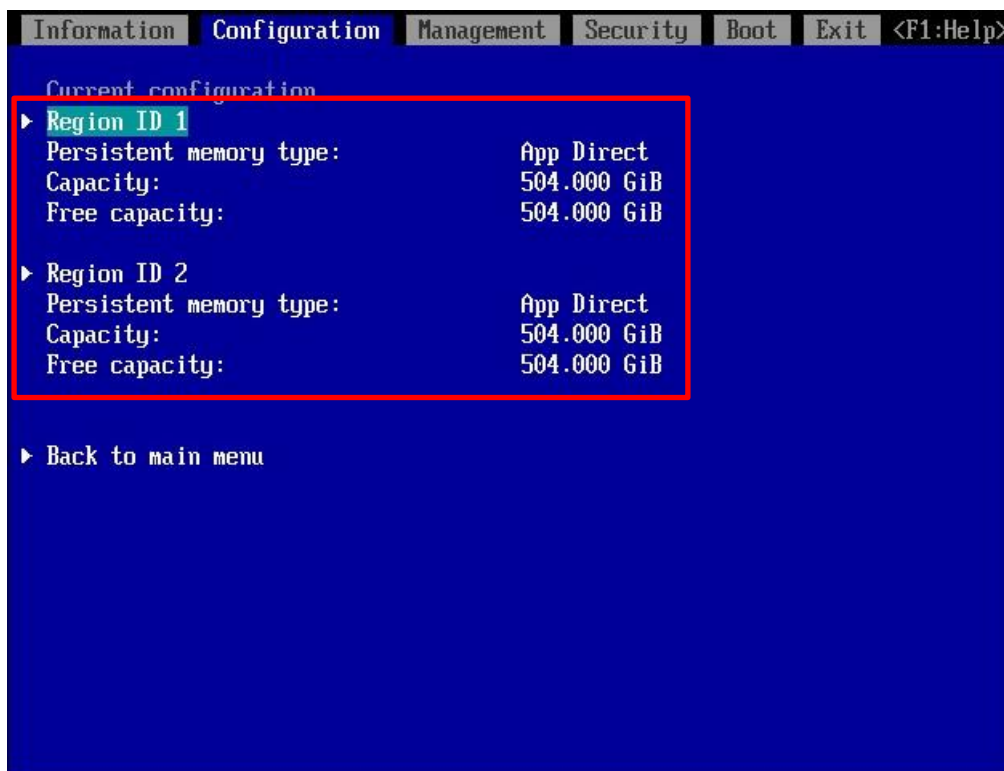 Information Configuration Management Security Boot Exit <F1:Help>
Current configuration
Region ID 1
Persistent memory type: App Direct
Capacity: 504.000 GiB
Free capacity: 504.000 GiB
Region ID 2
Persistent memory type: App Direct
Capacity: 504.000 GiB
Free capacity: 504.000 GiB
Back to main menu